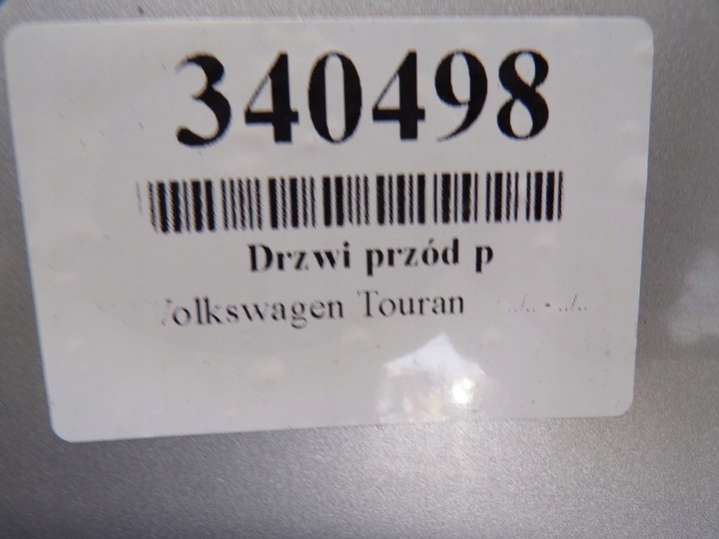 340498
Drzwi przód p
Volkswagen Touran ../.. - ../..